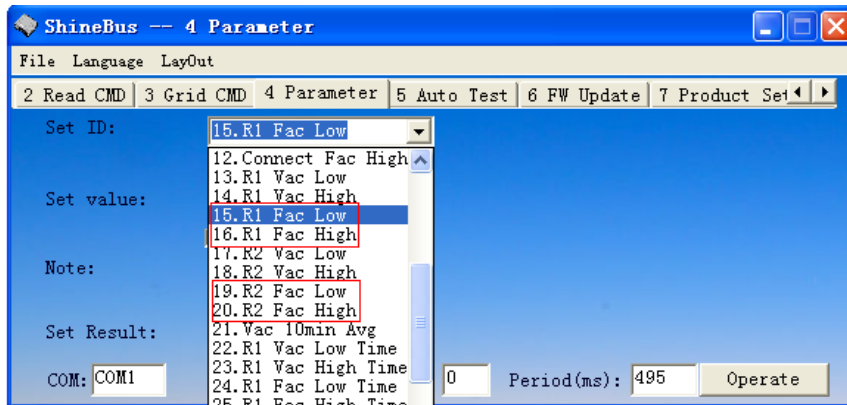 ShineBus -- 4 Parameter
File Language LayOut
2 Read CMD 3 Grid CMD 4 Parameter 5 Auto Test 6 FW Update 7 Product Set
Set ID: 15.R1 Fac Low
12.Connect Fac High
13.R1 Vac Low
14.R1 Vac High
Set value:
15.R1 Fac Low
16.R1 Fac High
17.R2 Vac Low
Note:
18.R2 Vac High
19.R2 Fac Low
20.R2 Fac High
Set Result:
21.Vac 10min Avg
22.R1 Vac Low Time
23.R1 Vac High Time
24.R1 Fac Low Time
25.R1 Fac High Time
COM: COM1 0 Period(ms): 495 Operate